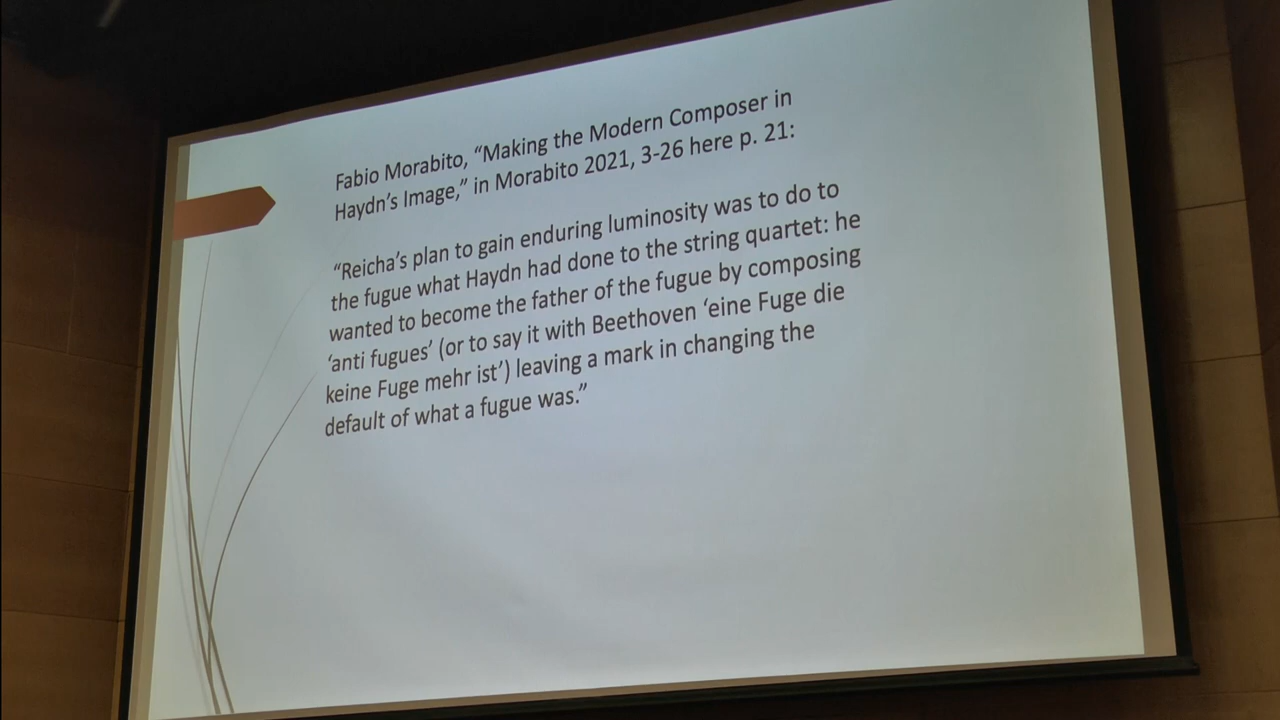 Fabio Morabito, “Making the Modern Composer in
Haydn’s Image,” in Morabito 2021, 3-26 here p. 21:
“Reicha’s plan to gain enduring luminosity was to do to
the fugue what Haydn had done to the string quartet: he
wanted to become the father of the fugue by composing
‘anti fugues’ (or to say it with Beethoven ‘eine Fuge die
keine Fuge mehr ist’) leaving a mark in changing the
default of what a fugue was.”